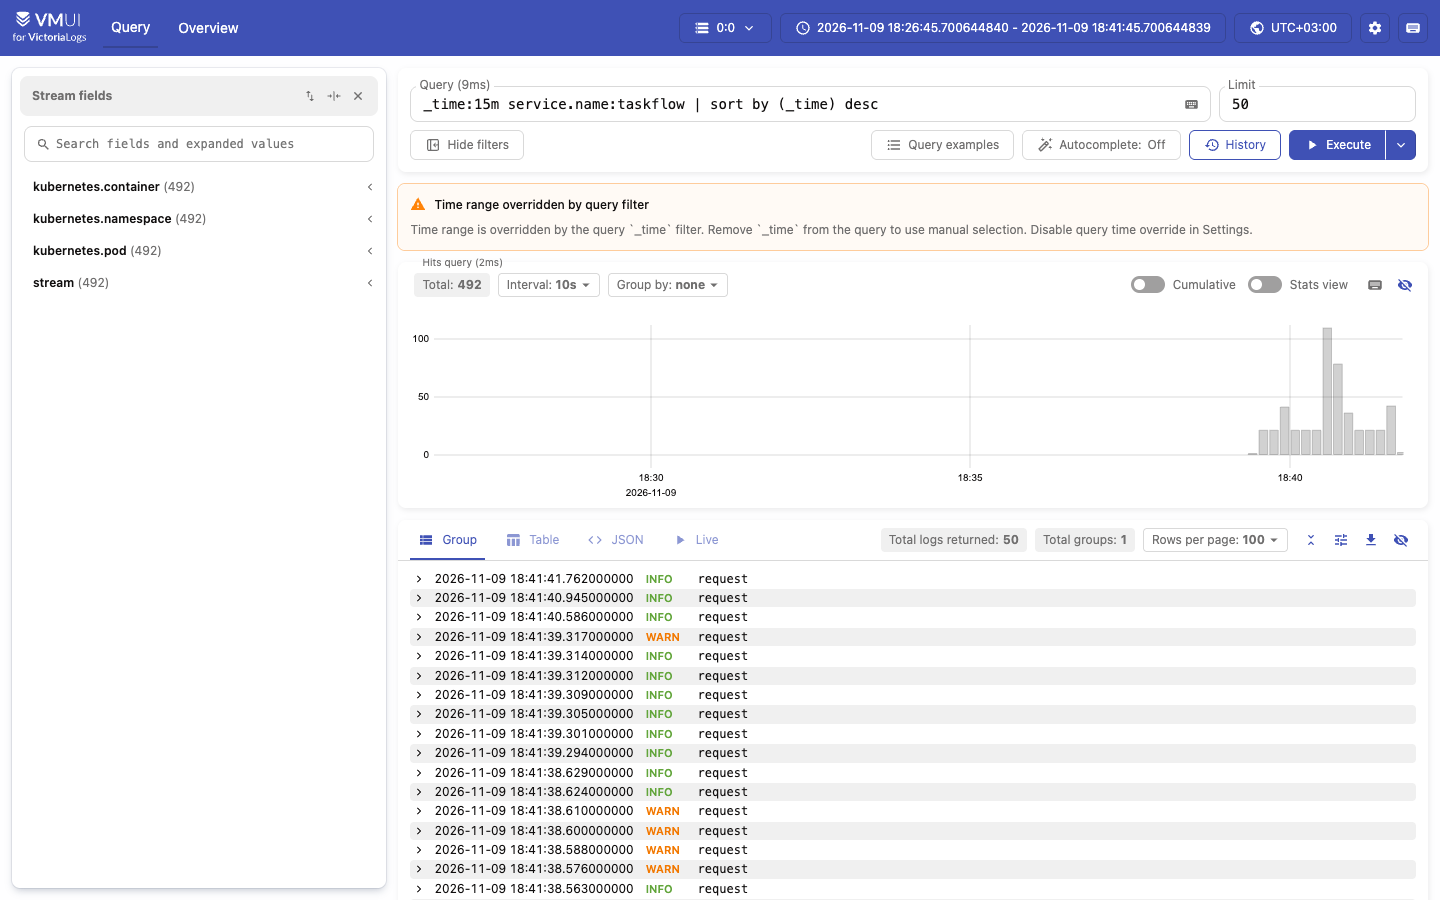 VMUI
for VictoriaLogs
Query
Overview
0:0
2026-11-09 18:26:45.700644840 - 2026-11-09 18:41:45.700644839
UTC+03:00
Stream fields
Search fields and expanded values
kubernetes.container (492)
kubernetes.namespace (492)
kubernetes.pod (492)
stream (492)
Query (9ms)
_time:15m service.name:taskflow | sort by (_time) desc
Limit
50
Hide filters
Query examples
Autocomplete: Off
History
Execute
Time range overridden by query filter
Time range is overridden by the query `_time` filter. Remove `_time` from the query to use manual selection. Disable query time override in Settings.
Hits query (2ms)
Total: 492
Interval: 10s
Group by: none
Cumulative
Stats view
100
50
0
18:30
2026-11-09
18:35
18:40
Group
Table
JSON
Live
Total logs returned: 50
Total groups: 1
Rows per page: 100
2026-11-09 18:41:41.762000000 INFO request
2026-11-09 18:41:40.945000000 INFO request
2026-11-09 18:41:40.586000000 INFO request
2026-11-09 18:41:39.317000000 WARN request
2026-11-09 18:41:39.314000000 INFO request
2026-11-09 18:41:39.312000000 INFO request
2026-11-09 18:41:39.309000000 INFO request
2026-11-09 18:41:39.305000000 INFO request
2026-11-09 18:41:39.301000000 INFO request
2026-11-09 18:41:39.294000000 INFO request
2026-11-09 18:41:38.629000000 INFO request
2026-11-09 18:41:38.624000000 INFO request
2026-11-09 18:41:38.610000000 WARN request
2026-11-09 18:41:38.600000000 WARN request
2026-11-09 18:41:38.588000000 WARN request
2026-11-09 18:41:38.576000000 WARN request
2026-11-09 18:41:38.563000000 INFO request